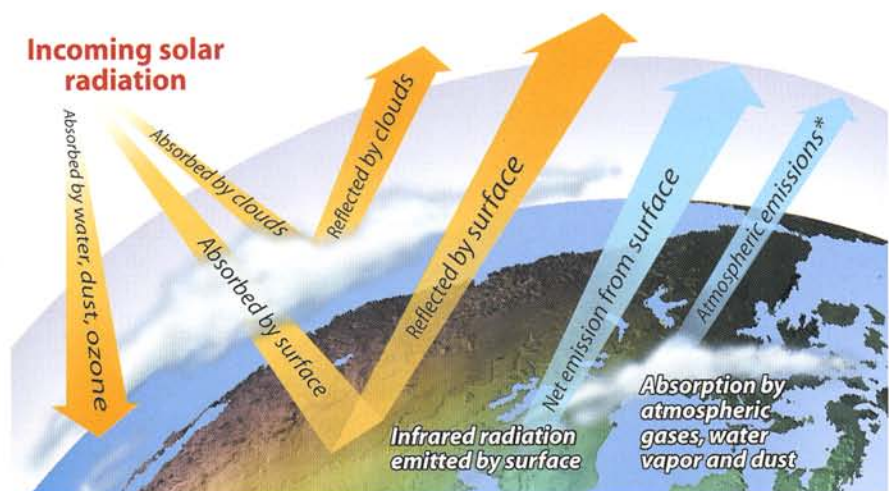 Incoming solar
radiation
Absorbed by water, dust, ozone
Absorbed by clouds
Reflected by clouds
Absorbed by surface
Reflected by surface
Net emission from surface
Atmospheric emissions*
Infrared radiation
emitted by surface
Absorption by
atmospheric
gases, water
vapor and dust